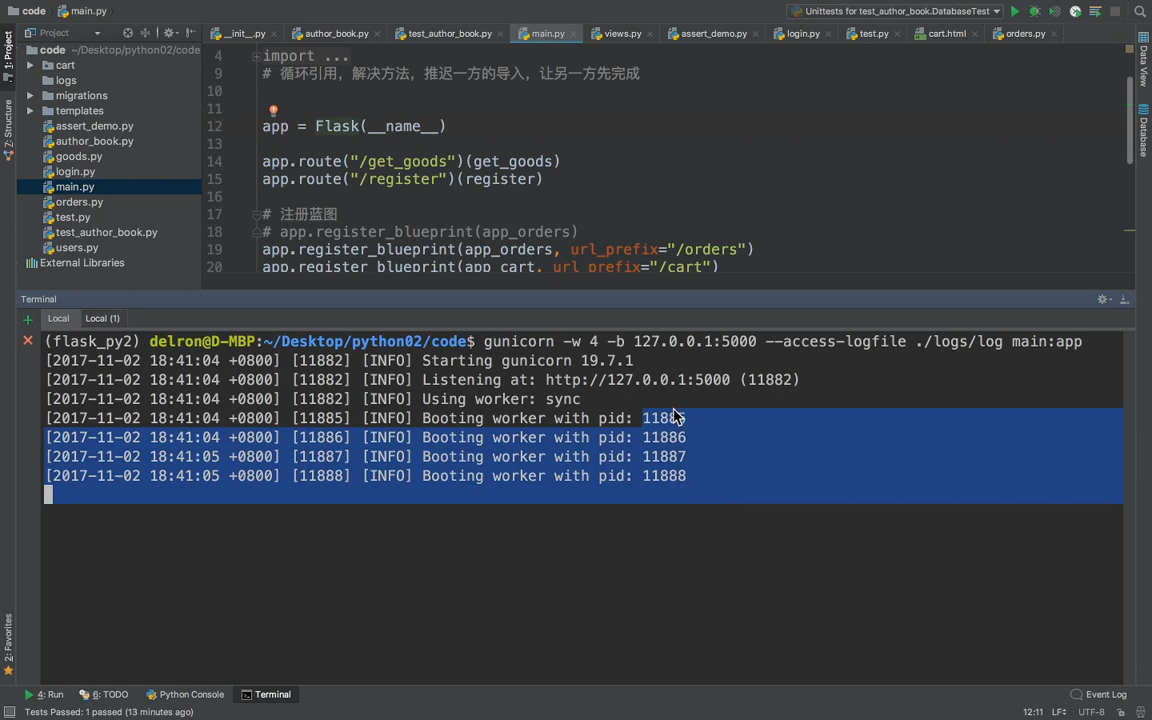 code main.py Unittests for test_author_book.DatabaseTest
Project __init__.py author_book.py test_author_book.py main.py views.py assert_demo.py login.py test.py cart.html orders.py
1: Project
7: Structure
2: Favorites
Data View
Database
code ~/Desktop/python02/code
cart
logs
migrations
templates
assert_demo.py
author_book.py
goods.py
login.py
main.py
orders.py
test.py
test_author_book.py
users.py
External Libraries
4 import ...
9 # 循环引用，解决方法，推迟一方的导入，让另一方先完成
10
11
12 app = Flask(__name__)
13
14 app.route("/get_goods")(get_goods)
15 app.route("/register")(register)
16
17 # 注册蓝图
18 # app.register_blueprint(app_orders)
19 app.register_blueprint(app_orders, url_prefix="/orders")
20 app.register_blueprint(app_cart, url_prefix="/cart")
Terminal
Local Local (1)
(flask_py2) delron@D-MBP:~/Desktop/python02/code$ gunicorn -w 4 -b 127.0.0.1:5000 --access-logfile ./logs/log main:app
[2017-11-02 18:41:04 +0800] [11882] [INFO] Starting gunicorn 19.7.1
[2017-11-02 18:41:04 +0800] [11882] [INFO] Listening at: http://127.0.0.1:5000 (11882)
[2017-11-02 18:41:04 +0800] [11882] [INFO] Using worker: sync
[2017-11-02 18:41:04 +0800] [11885] [INFO] Booting worker with pid: 11885
[2017-11-02 18:41:04 +0800] [11886] [INFO] Booting worker with pid: 11886
[2017-11-02 18:41:05 +0800] [11887] [INFO] Booting worker with pid: 11887
[2017-11-02 18:41:05 +0800] [11888] [INFO] Booting worker with pid: 11888
4: Run 6: TODO Python Console Terminal Event Log
Tests Passed: 1 passed (13 minutes ago) 12:11 LF UTF-8